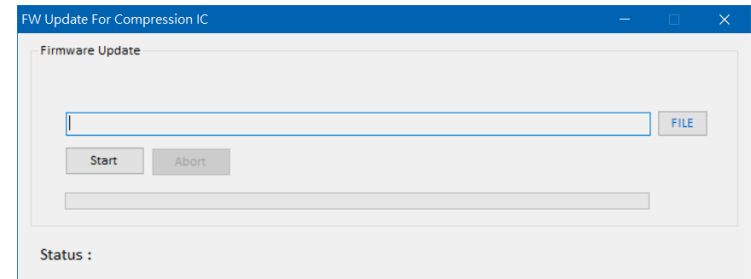 FW Update For Compression IC
Firmware Update
FILE
Start Abort
Status :